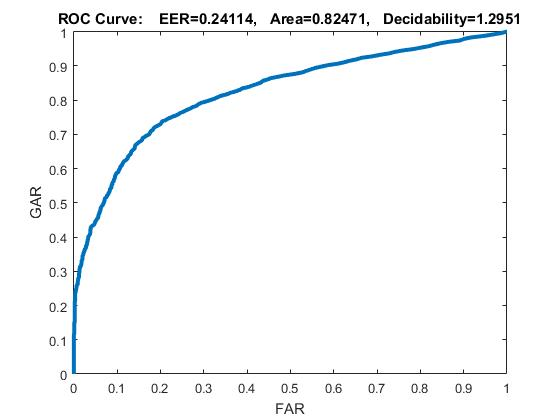 ROC Curve: EER=0.24114, Area=0.82471, Decidability=1.2951
1
0.9
0.8
0.7
0.6
0.5
0.4
0.3
0.2
0.1
0
GAR
0 0.1 0.2 0.3 0.4 0.5 0.6 0.7 0.8 0.9 1
FAR